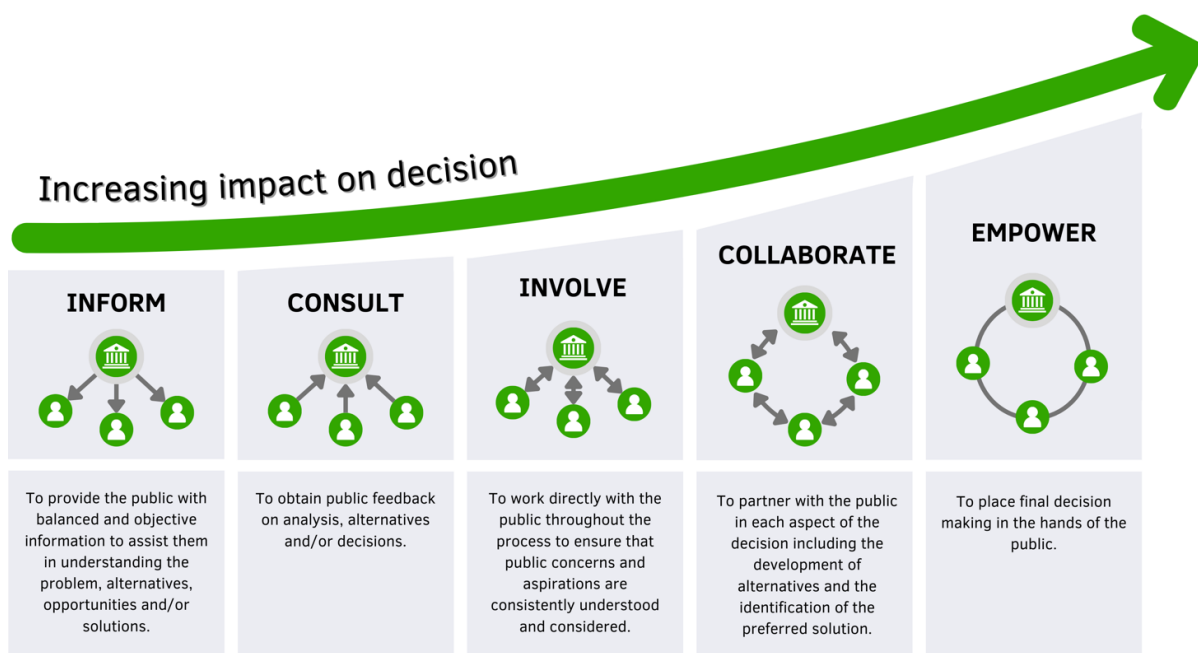 Increasing impact on decision
INFORM
To provide the public with
balanced and objective
information to assist them
in understanding the
problem, alternatives,
opportunities and/or
solutions.
CONSULT
To obtain public feedback
on analysis, alternatives
and/or decisions.
INVOLVE
To work directly with the
public throughout the
process to ensure that
public concerns and
aspirations are
consistently understood
and considered.
COLLABORATE
To partner with the public
in each aspect of the
decision including the
development of
alternatives and the
identification of the
preferred solution.
EMPOWER
To place final decision
making in the hands of the
public.